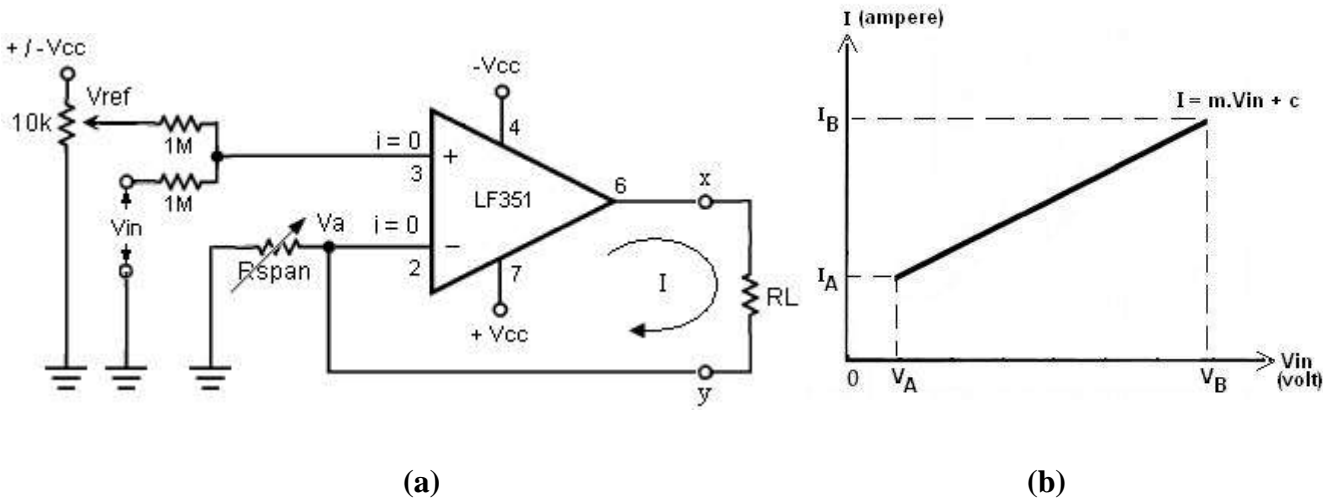 + / -Vcc
Vref
10k
1M
1M
Vin
-Vcc
4
i = 0
+
3
LF351
6
x
Va
i = 0
−
2
Rspan
7
+ Vcc
I
RL
y
(a)
I (ampere)
I = m.Vin + c
I_B
I_A
0
V_A
V_B
Vin
(volt)
(b)